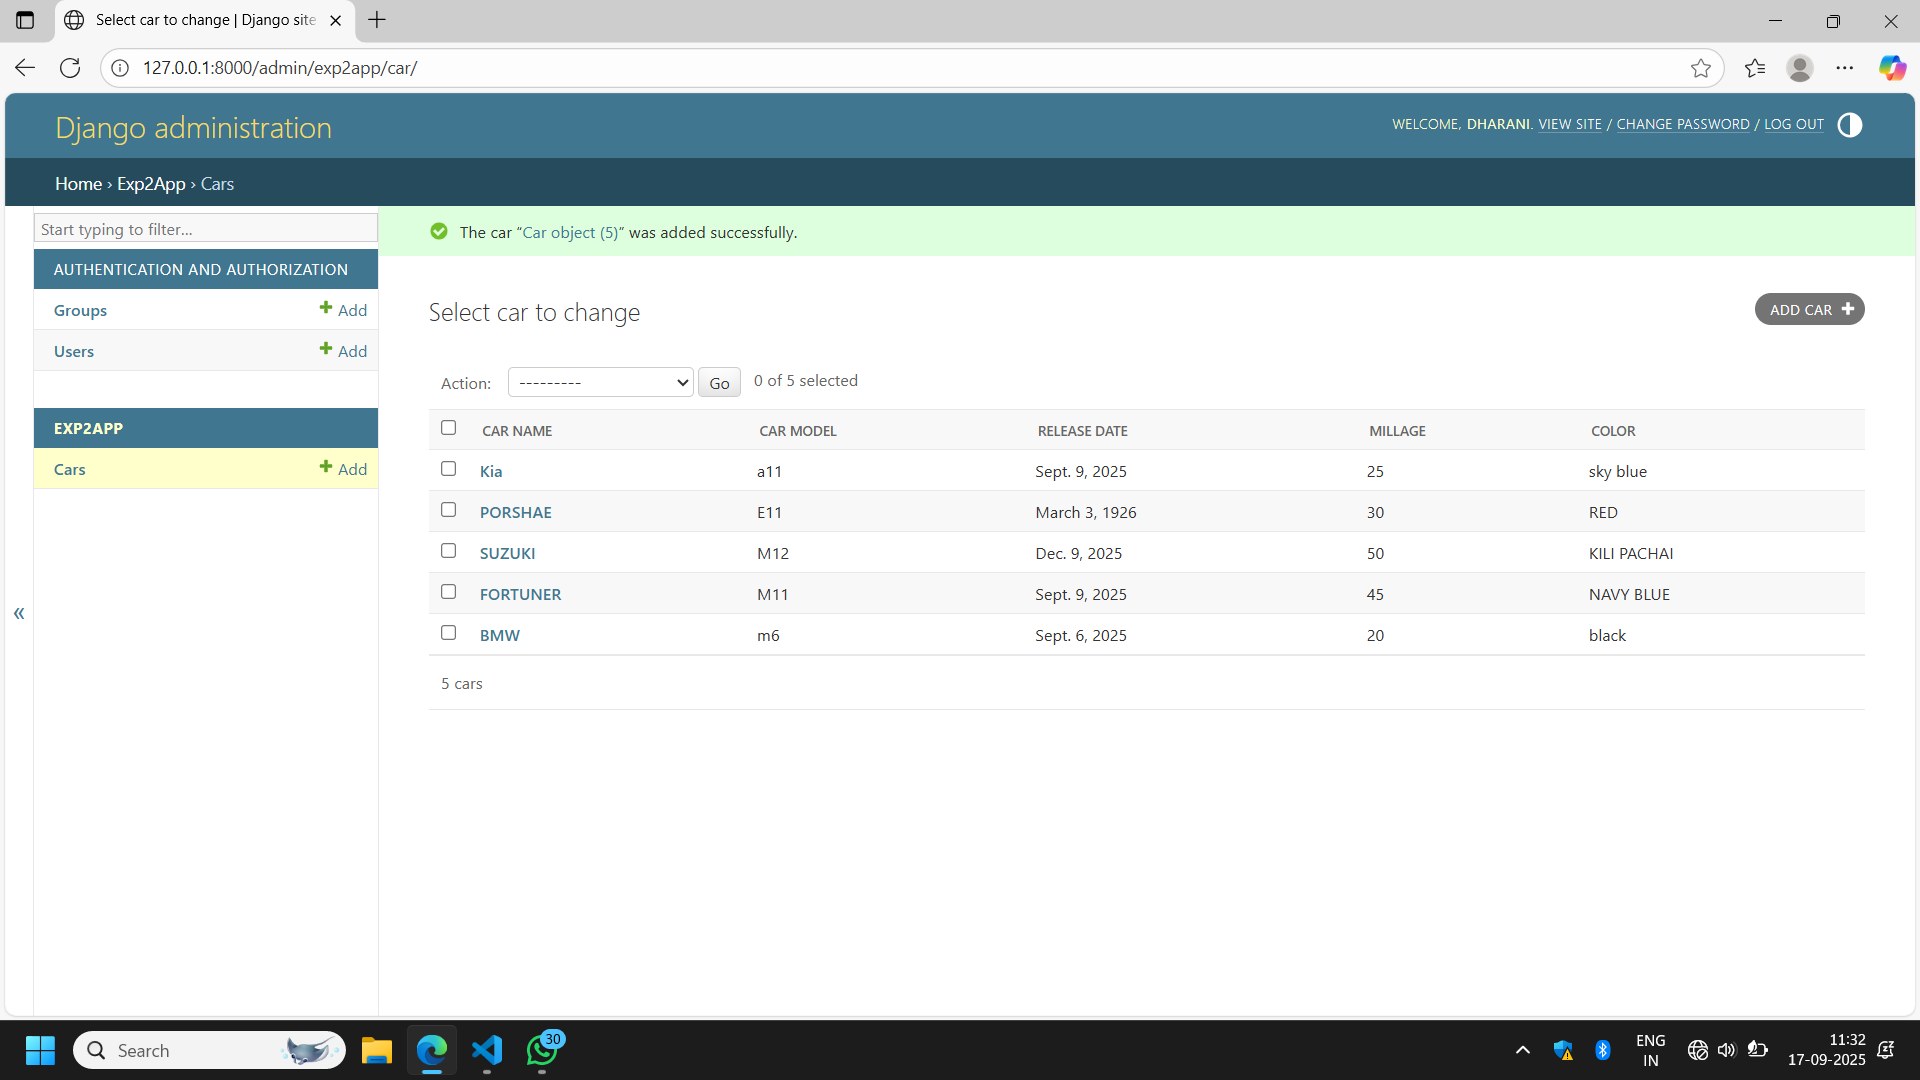 Select car to change | Django site
127.0.0.1:8000/admin/exp2app/car/
Django administration
WELCOME, DHARANI. VIEW SITE / CHANGE PASSWORD / LOG OUT
Home › Exp2App › Cars
Start typing to filter...
The car “Car object (5)” was added successfully.
AUTHENTICATION AND AUTHORIZATION
Groups Add
Users Add
EXP2APP
Cars Add
«
Select car to change
ADD CAR
Action: --------- Go 0 of 5 selected
CAR NAME CAR MODEL RELEASE DATE MILLAGE COLOR
Kia a11 Sept. 9, 2025 25 sky blue
PORSHAE E11 March 3, 1926 30 RED
SUZUKI M12 Dec. 9, 2025 50 KILI PACHAI
FORTUNER M11 Sept. 9, 2025 45 NAVY BLUE
BMW m6 Sept. 6, 2025 20 black
5 cars
Search
30
ENG
IN
11:32
17-09-2025